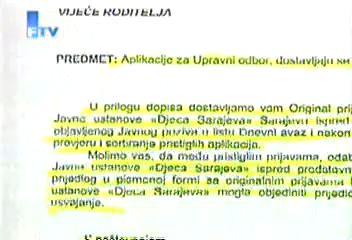 VIJEĆE RODITELJA
FTV
PREDMET: Aplikacije za Upravni odbor, dostavljaju se
U prilogu dopisa dostavljamo vam Original prij
Javne ustanove «Djeca Sarajeva» Sarajevo ispred
objavljenog Javnog poziva u listu Dnevni avaz i nakon
provjeru i sortiranje pristiglih aplikacija.
Molimo vas, da među pristiglim prijavama, odab
Javne ustanove «Djeca Sarajeva» ispred
prijedlog u pismenoj formi sa originalnim prijavama
ustanove «Djeca Sarajeva» mogla objediniti prijedlo
usvajanje.
S poštovanjem